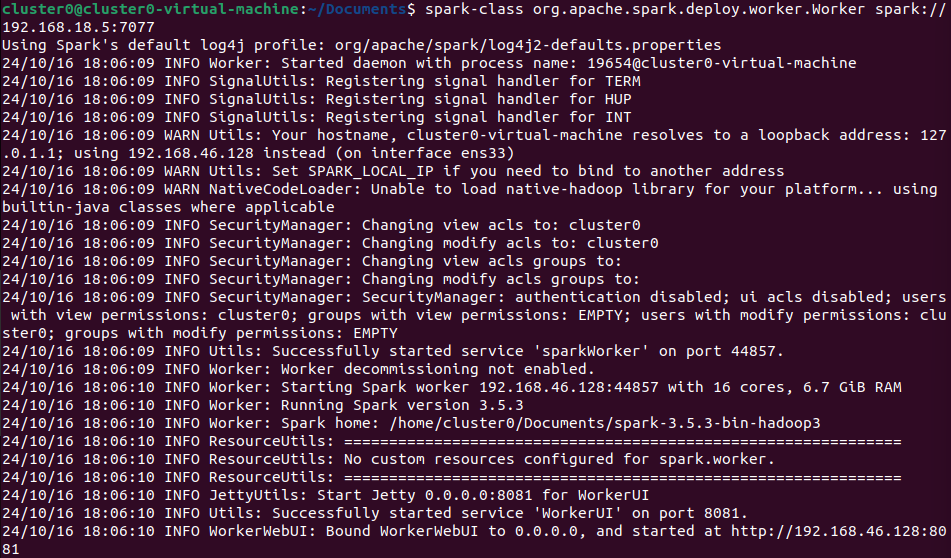 cluster0@cluster0-virtual-machine:~/Documents$ spark-class org.apache.spark.deploy.worker.Worker spark://
192.168.18.5:7077
Using Spark's default log4j profile: org/apache/spark/log4j2-defaults.properties
24/10/16 18:06:09 INFO Worker: Started daemon with process name: 19654@cluster0-virtual-machine
24/10/16 18:06:09 INFO SignalUtils: Registering signal handler for TERM
24/10/16 18:06:09 INFO SignalUtils: Registering signal handler for HUP
24/10/16 18:06:09 INFO SignalUtils: Registering signal handler for INT
24/10/16 18:06:09 WARN Utils: Your hostname, cluster0-virtual-machine resolves to a loopback address: 127
.0.1.1; using 192.168.46.128 instead (on interface ens33)
24/10/16 18:06:09 WARN Utils: Set SPARK_LOCAL_IP if you need to bind to another address
24/10/16 18:06:09 WARN NativeCodeLoader: Unable to load native-hadoop library for your platform... using
builtin-java classes where applicable
24/10/16 18:06:09 INFO SecurityManager: Changing view acls to: cluster0
24/10/16 18:06:09 INFO SecurityManager: Changing modify acls to: cluster0
24/10/16 18:06:09 INFO SecurityManager: Changing view acls groups to:
24/10/16 18:06:09 INFO SecurityManager: Changing modify acls groups to:
24/10/16 18:06:09 INFO SecurityManager: SecurityManager: authentication disabled; ui acls disabled; users
 with view permissions: cluster0; groups with view permissions: EMPTY; users with modify permissions: clu
ster0; groups with modify permissions: EMPTY
24/10/16 18:06:09 INFO Utils: Successfully started service 'sparkWorker' on port 44857.
24/10/16 18:06:09 INFO Worker: Worker decommissioning not enabled.
24/10/16 18:06:10 INFO Worker: Starting Spark worker 192.168.46.128:44857 with 16 cores, 6.7 GiB RAM
24/10/16 18:06:10 INFO Worker: Running Spark version 3.5.3
24/10/16 18:06:10 INFO Worker: Spark home: /home/cluster0/Documents/spark-3.5.3-bin-hadoop3
24/10/16 18:06:10 INFO ResourceUtils: ==============================================================
24/10/16 18:06:10 INFO ResourceUtils: No custom resources configured for spark.worker.
24/10/16 18:06:10 INFO ResourceUtils: ==============================================================
24/10/16 18:06:10 INFO JettyUtils: Start Jetty 0.0.0.0:8081 for WorkerUI
24/10/16 18:06:10 INFO Utils: Successfully started service 'WorkerUI' on port 8081.
24/10/16 18:06:10 INFO WorkerWebUI: Bound WorkerWebUI to 0.0.0.0, and started at http://192.168.46.128:80
81